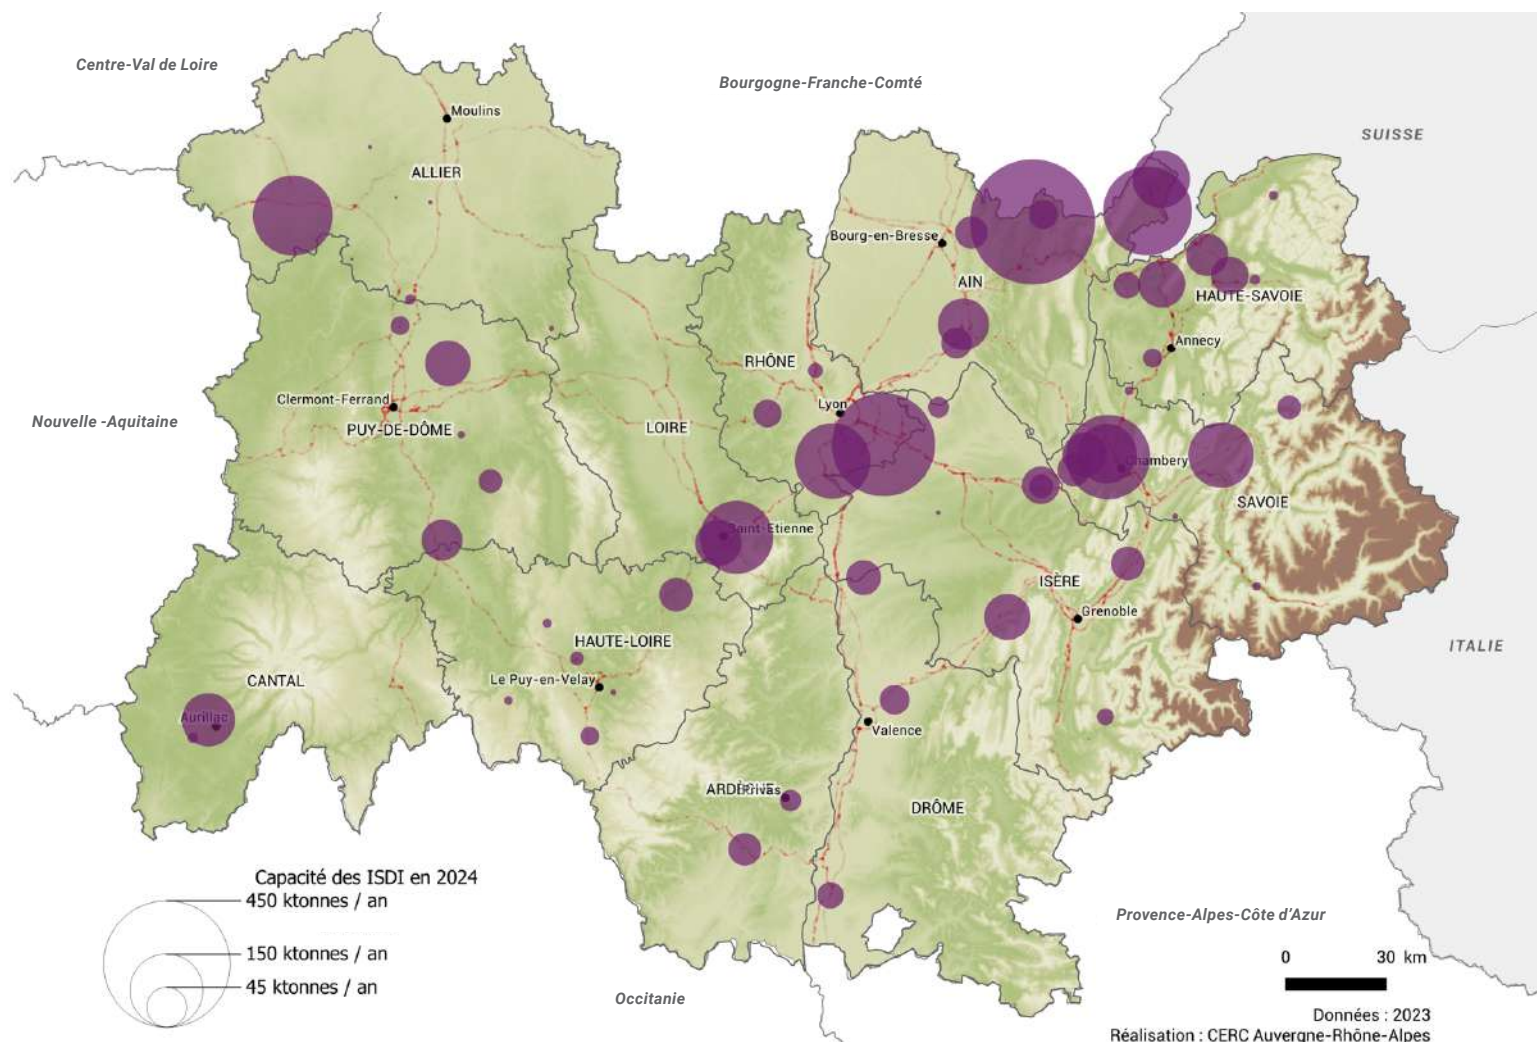 Centre-Val de Loire
Bourgogne-Franche-Comté
SUISSE
Moulins
ALLIER
Bourg-en-Bresse
AIN
HAUTE-SAVOIE
Annecy
RHÔNE
Lyon
Clermont-Ferrand
PUY-DE-DÔME
LOIRE
Nouvelle -Aquitaine
Chambery
SAVOIE
Saint-Etienne
ISÈRE
Grenoble
HAUTE-LOIRE
ITALIE
CANTAL
Le Puy-en-Velay
Aurillac
Valence
ARDÈCHE
Privas
DRÔME
Capacité des ISDI en 2024
450 ktonnes / an
150 ktonnes / an
45 ktonnes / an
Provence-Alpes-Côte d'Azur
0 30 km
Occitanie
Données : 2023
Réalisation : CERC Auvergne-Rhône-Alpes